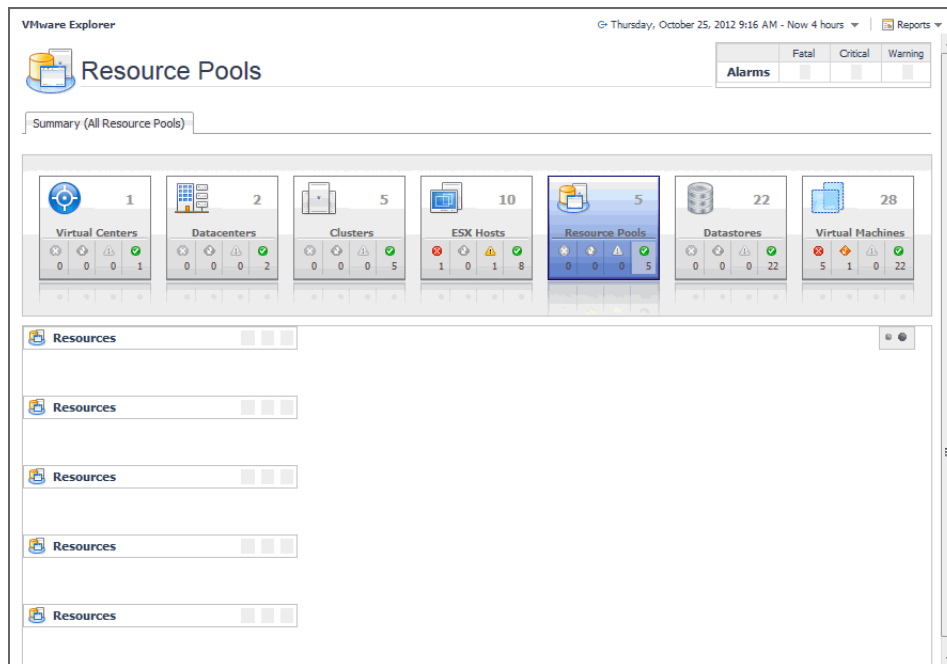 VMware Explorer
Thursday, October 25, 2012 9:16 AM - Now 4 hours
Reports
Resource Pools
Fatal Critical Warning
Alarms
Summary (All Resource Pools)
1 2 5 10 5 22 28
Virtual Centers Datacenters Clusters ESX Hosts Resource Pools Datastores Virtual Machines
0 0 0 1 0 0 0 2 0 0 0 5 1 0 1 8 0 0 0 5 0 0 0 22 5 1 0 22
Resources
Resources
Resources
Resources
Resources